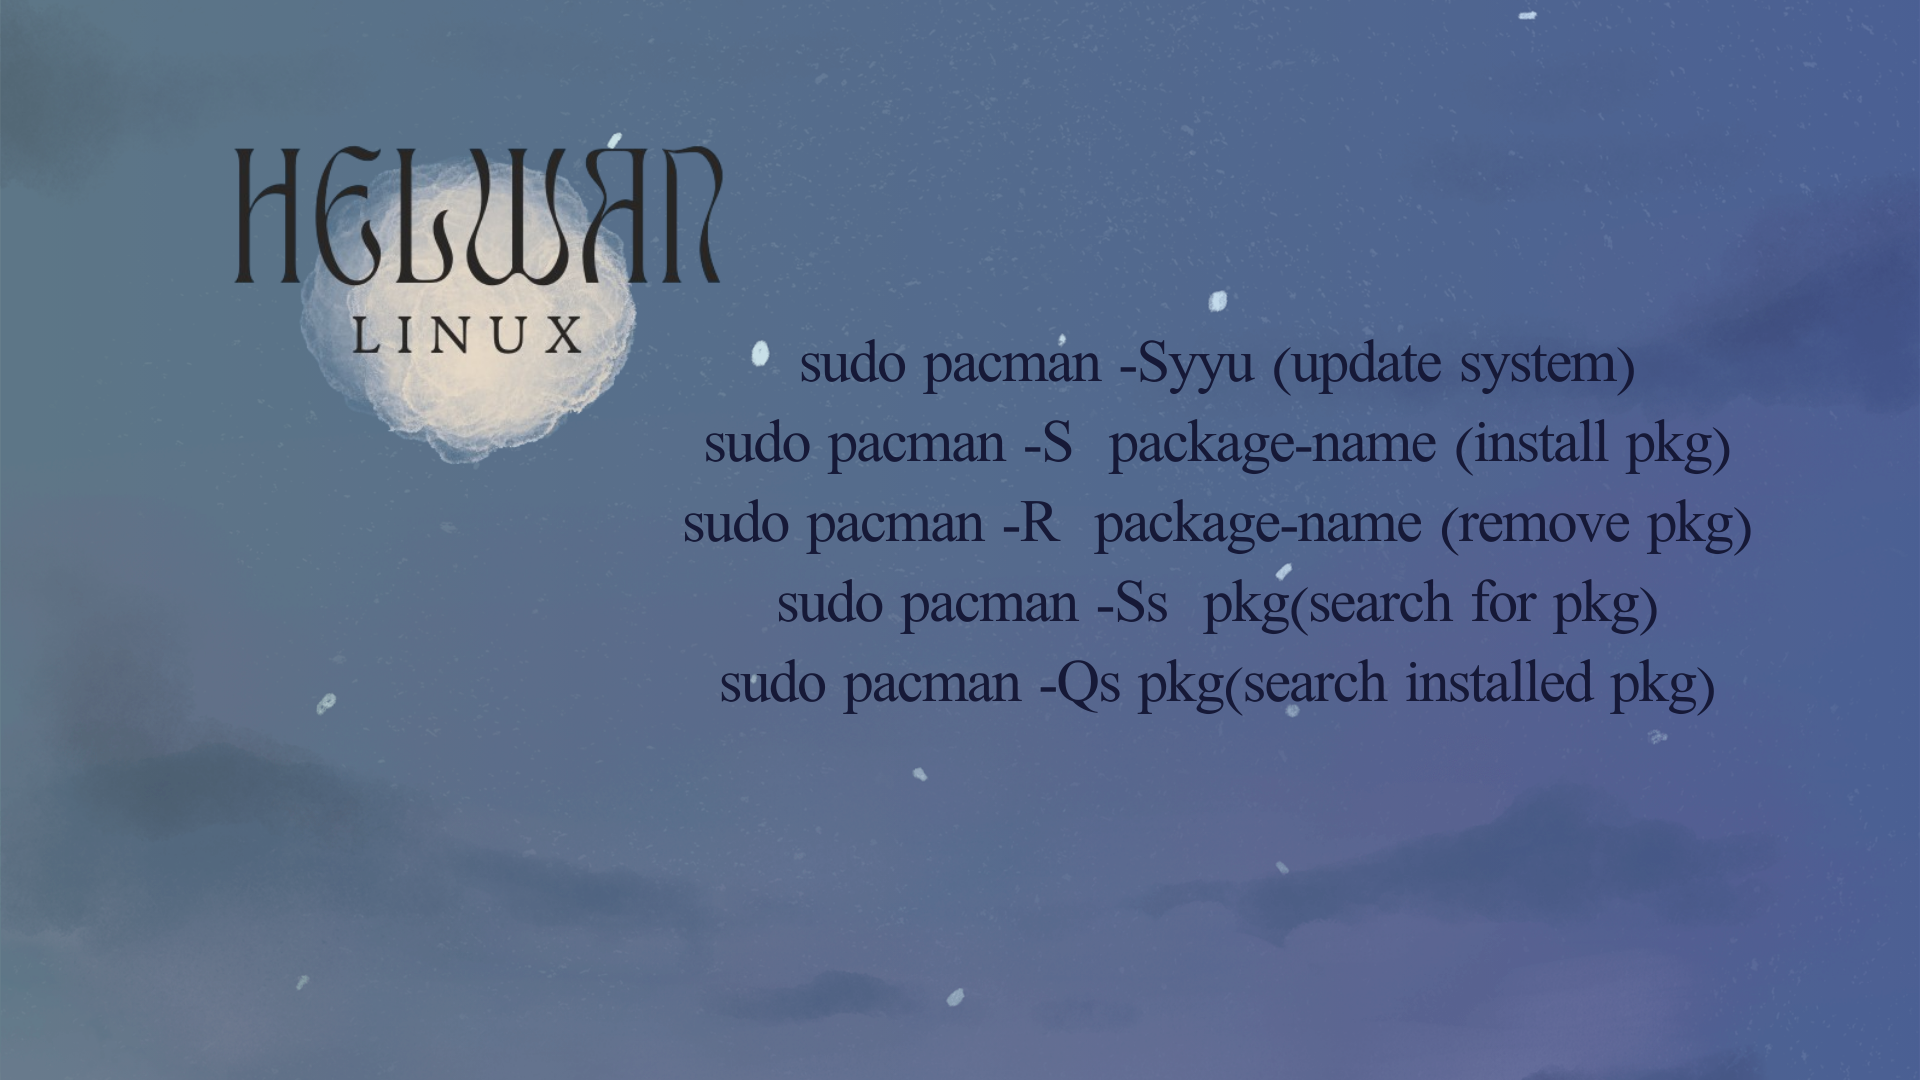 HELWAN
LINUX
sudo pacman -Syyu (update system)
sudo pacman -S  package-name (install pkg)
sudo pacman -R  package-name (remove pkg)
sudo pacman -Ss  pkg(search for pkg)
sudo pacman -Qs pkg(search installed pkg)